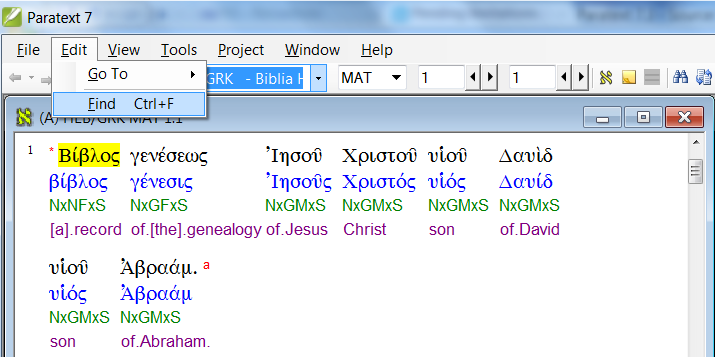 Paratext 7
File Edit View Tools Project Window Help
Go To
GRK - Biblia H
MAT
1
1
Find Ctrl+F
(A) HEB/GRK MAT 1:1
1 * Βίβλος γενέσεως Ἰησοῦ Χριστοῦ υἱοῦ Δαυὶδ
βίβλος γένεσις Ἰησοῦς Χριστός υἱός Δαυίδ
NxNFxS NxGFxS NxGMxS NxGMxS NxGMxS NxGMxS
[a].record of.[the].genealogy of.Jesus Christ son of.David
υἱοῦ Ἀβραάμ. a
υἱός Ἀβραάμ
NxGMxS NxGMxS
son of.Abraham.